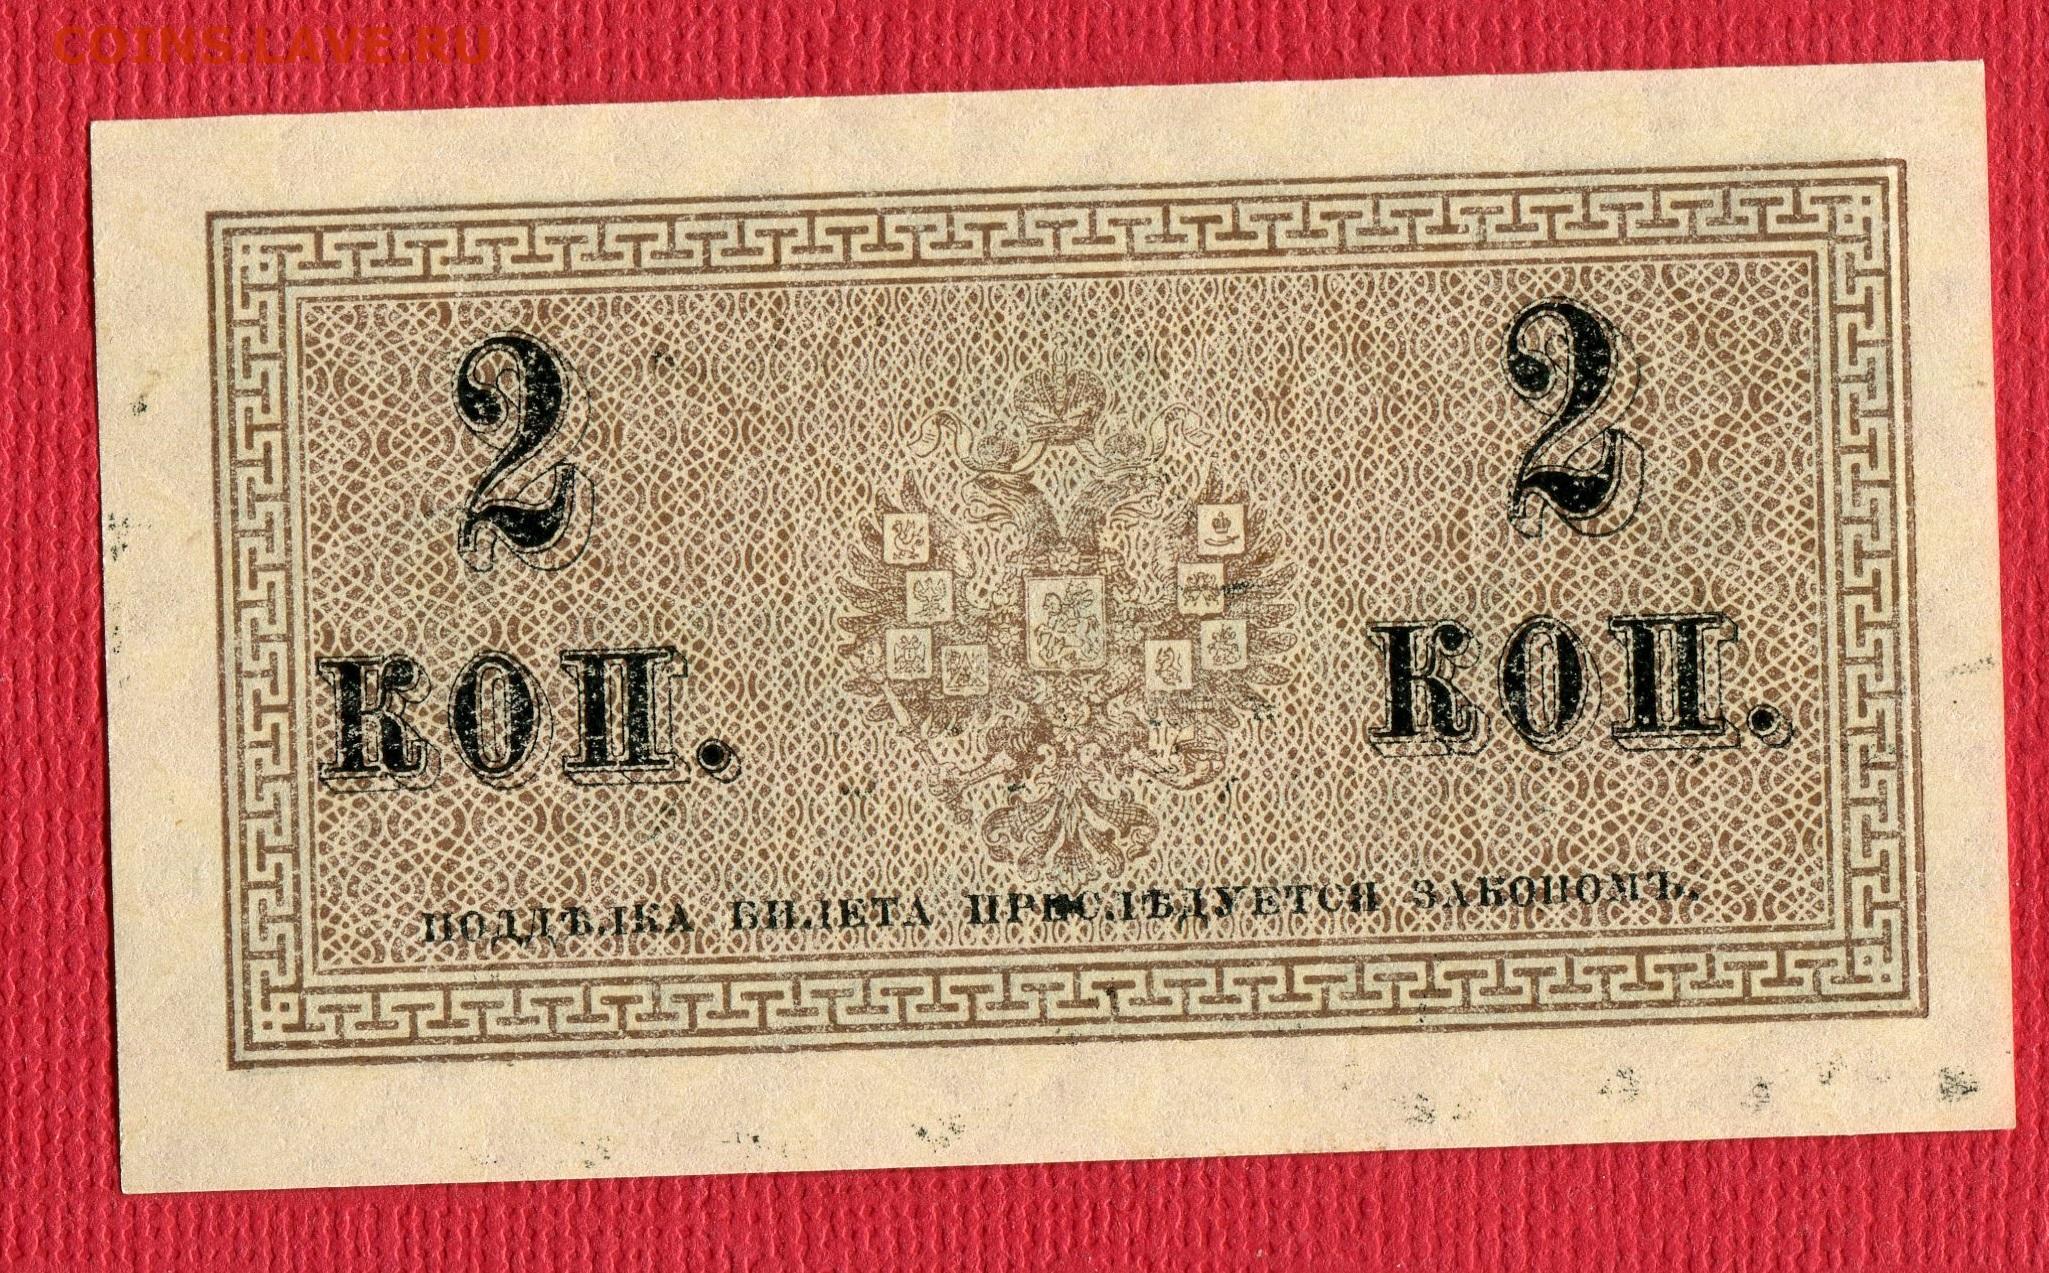 COINS.LAVE.RU
2 2
КОП. КОП.
ПОДДѢЛКА БИЛЕТА ПРЕСЛѢДУЕТСЯ ЗАКОНОМЪ.